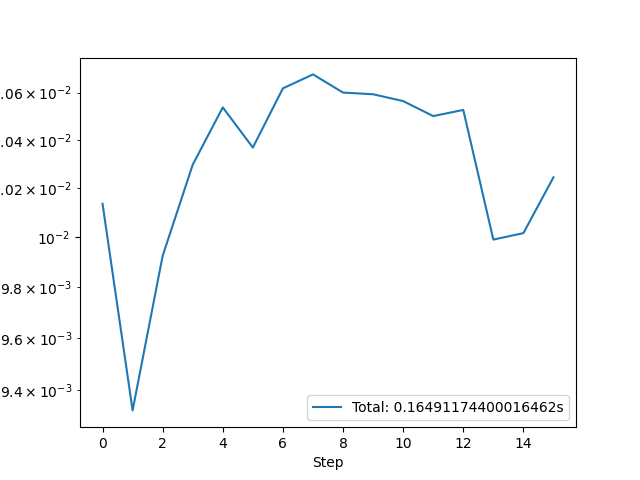 .06 × 10⁻²
.04 × 10⁻²
.02 × 10⁻²
10⁻²
9.8 × 10⁻³
9.6 × 10⁻³
9.4 × 10⁻³
Total: 0.16491174400016462s
0 2 4 6 8 10 12 14
Step